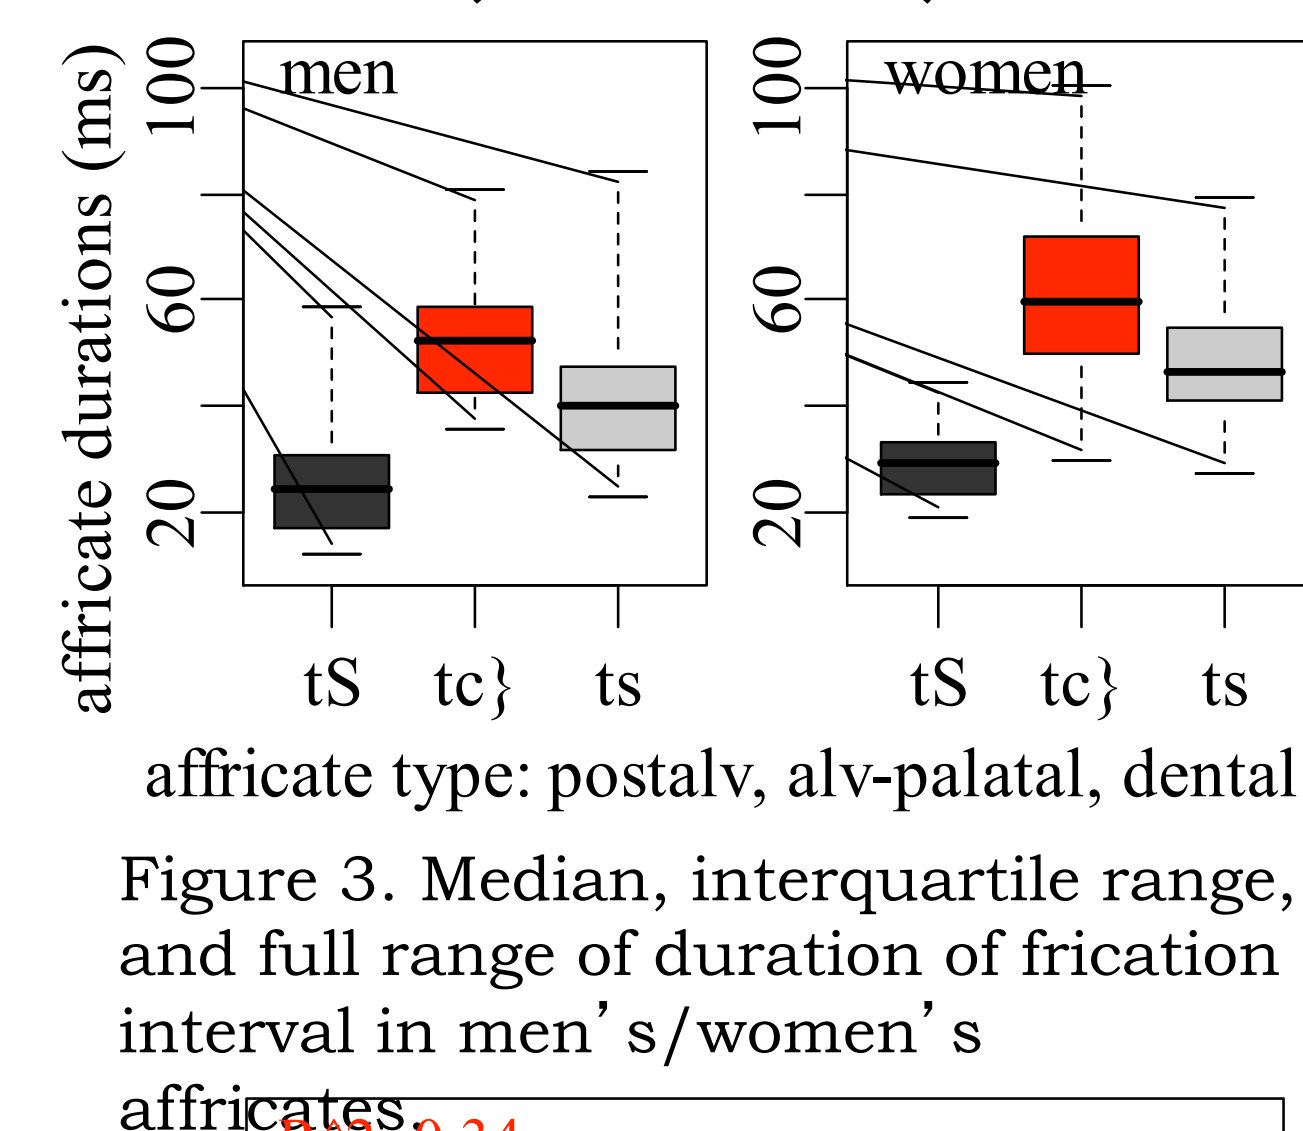 men
women
affricate durations (ms)
100
60
20
100
60
20
tS tc} ts
tS tc} ts
affricate type: postalv, alv-palatal, dental
Figure 3. Median, interquartile range,
and full range of duration of frication
interval in men’s/women’s
affricates.